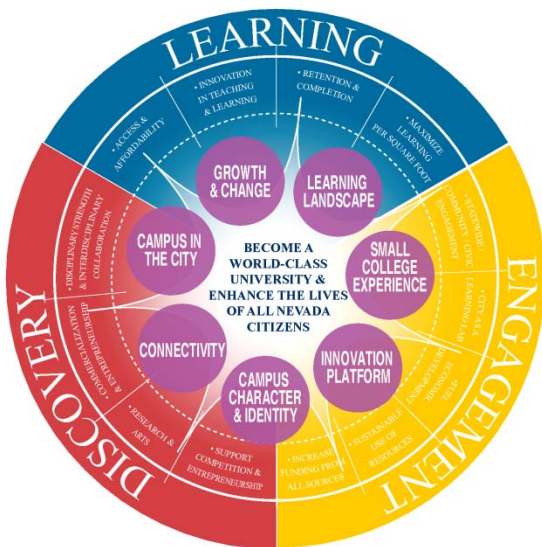 LEARNING
• ACCESS &
AFFORDABILITY
• INNOVATION
IN TEACHING
& LEARNING
• RETENTION &
COMPLETION
• MAXIMIZE
LEARNING
PER SQUARE FOOT
ENGAGEMENT
• STATEWIDE/
COMMUNITY / CIVIC
ENGAGEMENT
• CITY AS A
LEARNING LAB
• FUEL
ECONOMIC
DEVELOPMENT
• SUSTAINABLE
USE OF
RESOURCES
• INCREASE
FUNDING FROM
ALL SOURCES
DISCOVERY
• DISCIPLINARY STRENGTH
& INTERDISCIPLINARY
COLLABORATION
• COMMERCIALIZATION
& ENTREPRENEURSHIP
• RESEARCH &
ARTS
• SUPPORT
COMPETITION &
ENTREPRENEURSHIP
GROWTH
& CHANGE
LEARNING
LANDSCAPE
CAMPUS IN
THE CITY
SMALL
COLLEGE
EXPERIENCE
CONNECTIVITY
INNOVATION
PLATFORM
CAMPUS
CHARACTER
& IDENTITY
BECOME A
WORLD-CLASS
UNIVERSITY &
ENHANCE THE LIVES
OF ALL NEVADA
CITIZENS